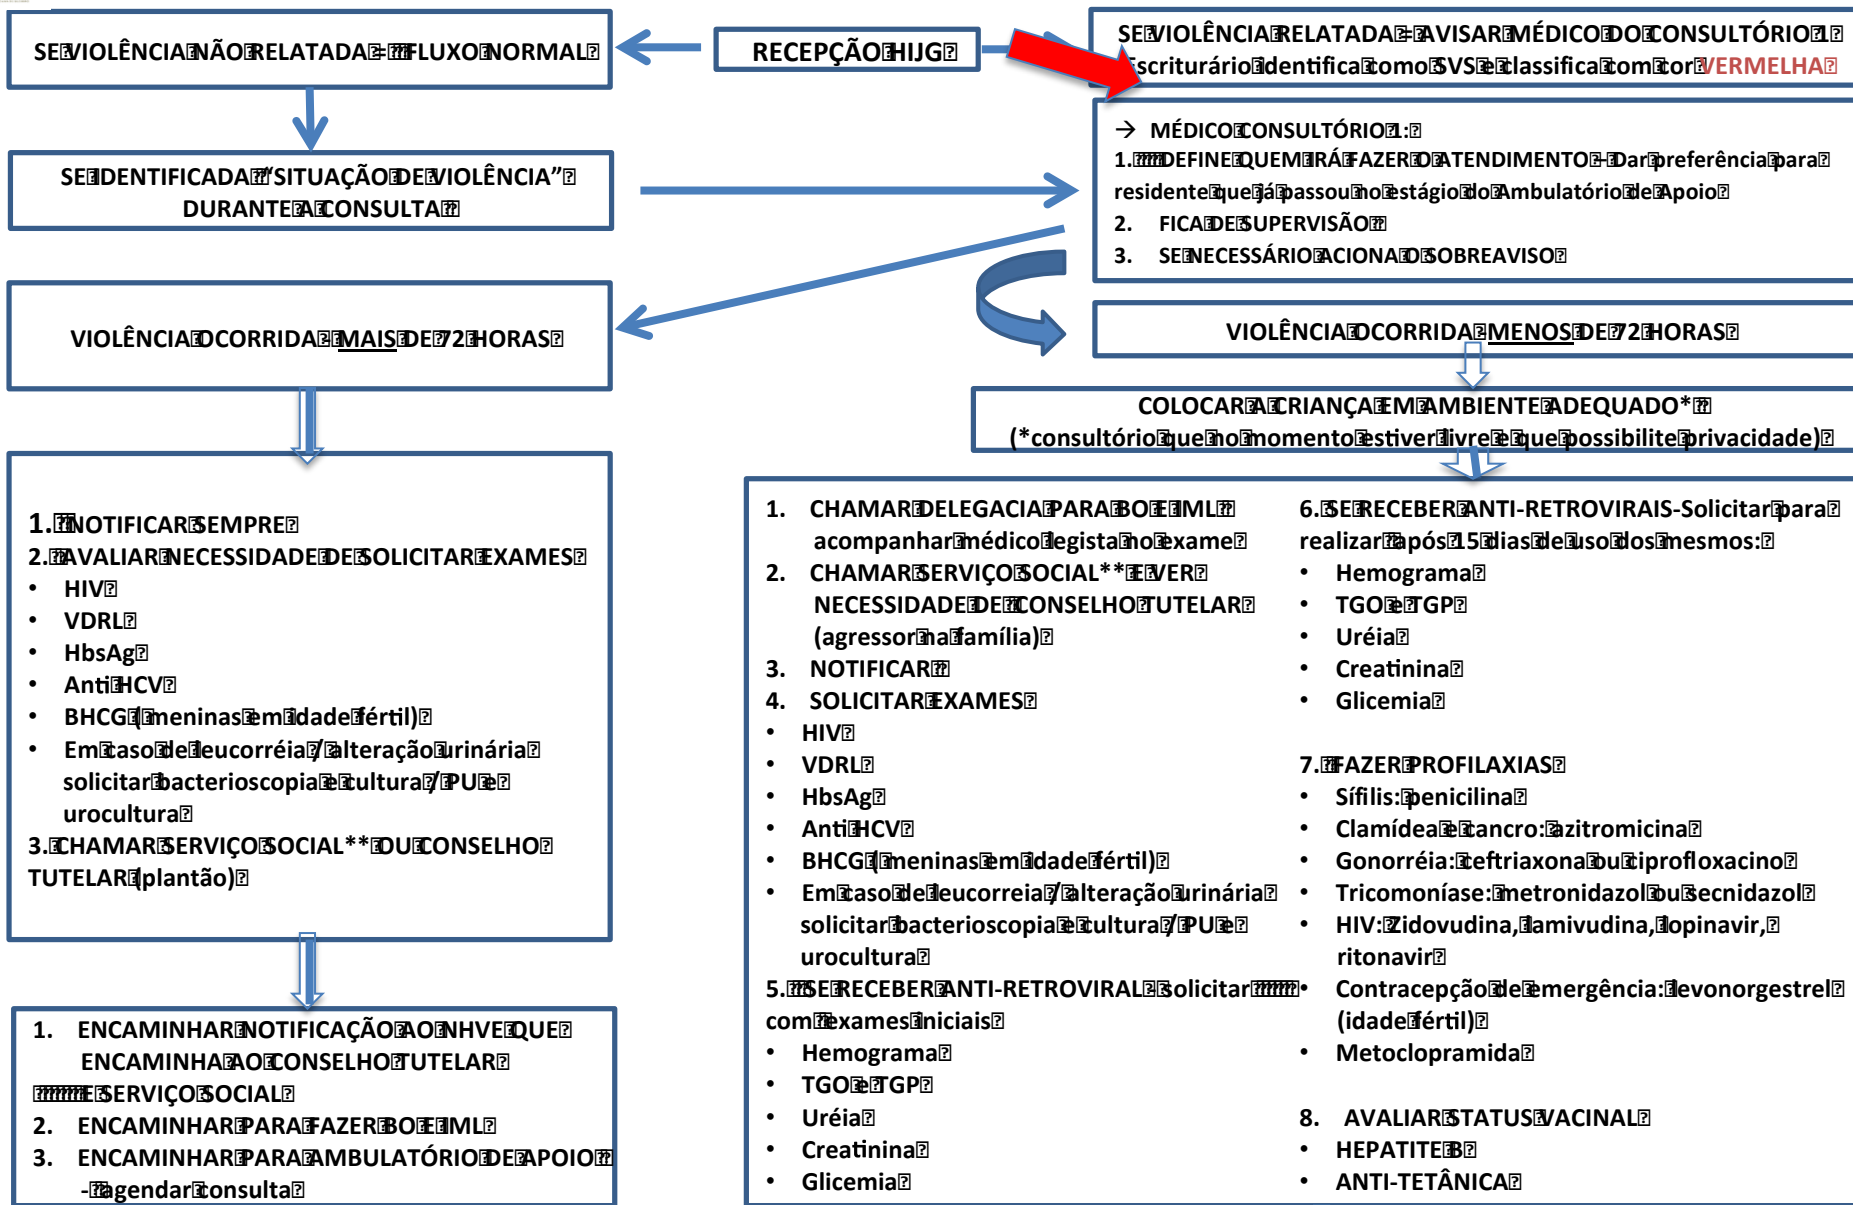 SE VIOLÊNCIA NÃO RELATADA = FLUXO NORMAL
RECEPÇÃO HIJG
SE VIOLÊNCIA RELATADA = AVISAR MÉDICO DO CONSULTÓRIO 1
Escriturário identifica como SVS e classifica com cor VERMELHA
SE IDENTIFICADA "SITUAÇÃO DE VIOLÊNCIA"
DURANTE A CONSULTA
→ MÉDICO CONSULTÓRIO 1:
1. DEFINE QUEM IRÁ FAZER O ATENDIMENTO – Dar preferência para
residente que já passou no estágio do Ambulatório de Apoio
2. FICA DE SUPERVISÃO
3. SE NECESSÁRIO ACIONA O SOBREAVISO
VIOLÊNCIA OCORRIDA - MAIS DE 72 HORAS
VIOLÊNCIA OCORRIDA - MENOS DE 72 HORAS
COLOCAR A CRIANÇA EM AMBIENTE ADEQUADO*
(*consultório que no momento estiver livre e que possibilite privacidade)
1. NOTIFICAR SEMPRE
2. AVALIAR NECESSIDADE DE SOLICITAR EXAMES
• HIV
• VDRL
• HbsAg
• Anti HCV
• BHCG ( meninas em idade fértil)
• Em caso de leucorréia / alteração urinária
solicitar bacterioscopia e cultura / PU e
urocultura
3. CHAMAR SERVIÇO SOCIAL** OU CONSELHO
TUTELAR (plantão)
1. ENCAMINHAR NOTIFICAÇÃO AO NHVE QUE
ENCAMINHA AO CONSELHO TUTELAR
E SERVIÇO SOCIAL
2. ENCAMINHAR PARA FAZER BO E IML
3. ENCAMINHAR PARA AMBULATÓRIO DE APOIO
- agendar consulta
1. CHAMAR DELEGACIA PARA BO E IML
acompanhar médico legista no exame
2. CHAMAR SERVIÇO SOCIAL** E VER
NECESSIDADE DE CONSELHO TUTELAR
(agressor na família)
3. NOTIFICAR
4. SOLICITAR EXAMES
• HIV
• VDRL
• HbsAg
• Anti HCV
• BHCG ( meninas em idade fértil)
• Em caso de leucorreia / alteração urinária
solicitar bacterioscopia e cultura / PU e
urocultura
5. SE RECEBER ANTI-RETROVIRAL - solicitar
com exames iniciais
• Hemograma
• TGO e TGP
• Uréia
• Creatinina
• Glicemia
6. SE RECEBER ANTI-RETROVIRAIS-Solicitar para
realizar após 15 dias de uso dos mesmos:
• Hemograma
• TGO e TGP
• Uréia
• Creatinina
• Glicemia
7. FAZER PROFILAXIAS
• Sífilis: penicilina
• Clamídea e cancro: azitromicina
• Gonorréia: ceftriaxona ou ciprofloxacino
• Tricomoníase: metronidazol ou secnidazol
• HIV: Zidovudina, lamivudina, lopinavir,
ritonavir
• Contracepção de emergência: levonorgestrel
(idade fértil)
• Metoclopramida
8. AVALIAR STATUS VACINAL
• HEPATITE B
• ANTI-TETÂNICA